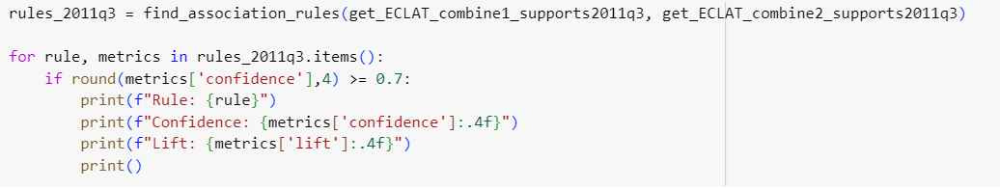 rules_2011q3 = find_association_rules(get_ECLAT_combine1_supports2011q3, get_ECLAT_combine2_supports2011q3)

for rule, metrics in rules_2011q3.items():
    if round(metrics['confidence'],4) >= 0.7:
        print(f"Rule: {rule}")
        print(f"Confidence: {metrics['confidence']:.4f}")
        print(f"Lift: {metrics['lift']:.4f}")
        print()